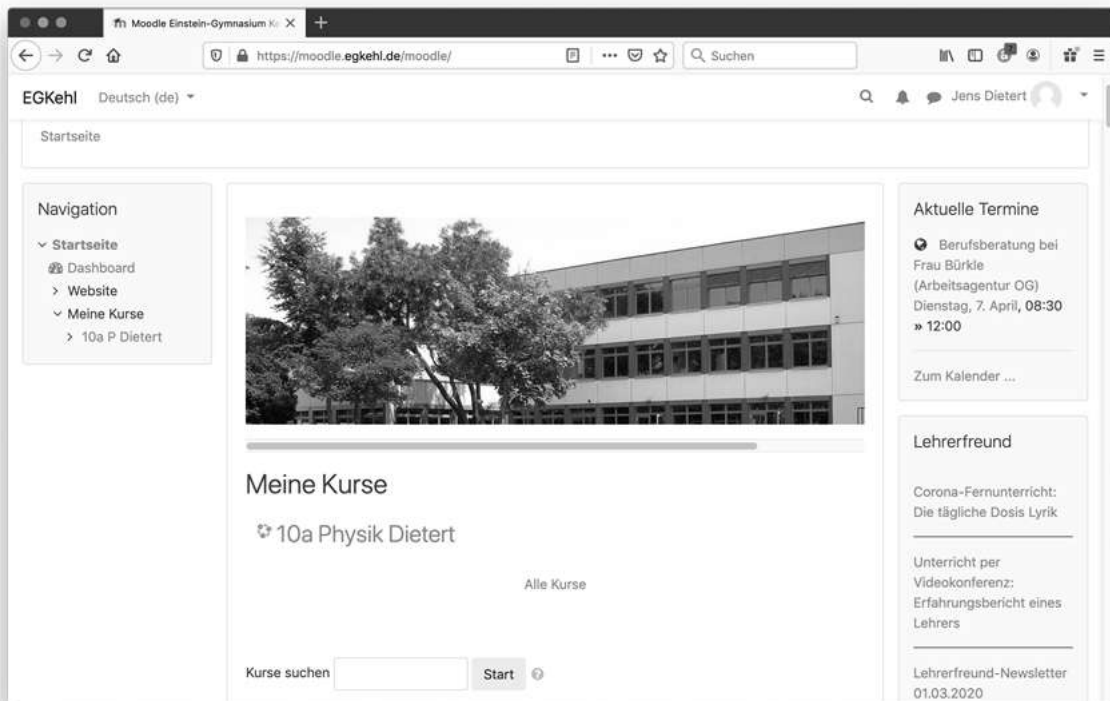 Moodle Einstein-Gymnasium Ke
https://moodle.egkehl.de/moodle/
Suchen
EGKehl Deutsch (de)
Jens Dietert
Startseite
Navigation
Startseite
Dashboard
Website
Meine Kurse
10a P Dietert
Meine Kurse
10a Physik Dietert
Alle Kurse
Kurse suchen Start
Aktuelle Termine
Berufsberatung bei
Frau Bürkle
(Arbeitsagentur OG)
Dienstag, 7. April, 08:30
» 12:00
Zum Kalender ...
Lehrerfreund
Corona-Fernunterricht:
Die tägliche Dosis Lyrik
Unterricht per
Videokonferenz:
Erfahrungsbericht eines
Lehrers
Lehrerfreund-Newsletter
01.03.2020